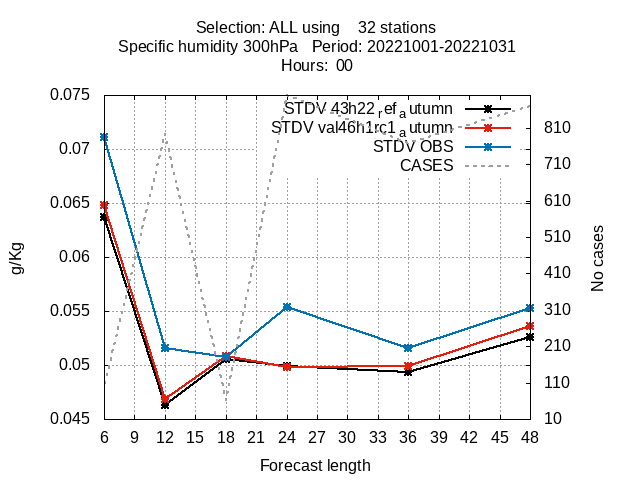 Selection: ALL using    32 stations
Specific humidity 300hPa   Period: 20221001-20221031
Hours:  00
0.075
0.07
0.065
0.06
0.055
0.05
0.045
g/Kg
STDV 43h22refautumn
STDV val46h1rc1autumn
STDV OBS
CASES
810
710
610
510
410
310
210
110
10
No cases
6 9 12 15 18 21 24 27 30 33 36 39 42 45 48
Forecast length